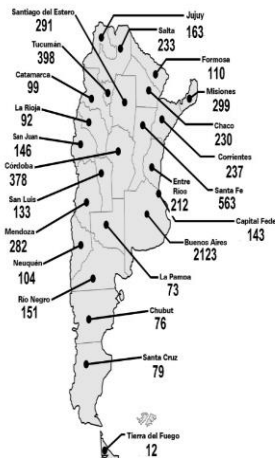 Santiago del Estero
291
Jujuy
163
Tucumán
398
Salta
233
Catamarca
99
Formosa
110
La Rioja
92
Misiones
299
San Juan
146
Chaco
230
Córdoba
378
Corrientes
237
San Luis
133
Entre
Ríos
212
Santa Fe
563
Mendoza
282
Capital Fede
143
Neuquén
104
Buenos Aires
2123
Río Negro
151
La Pampa
73
Chubut
76
Santa Cruz
79
Tierra del Fuego
12